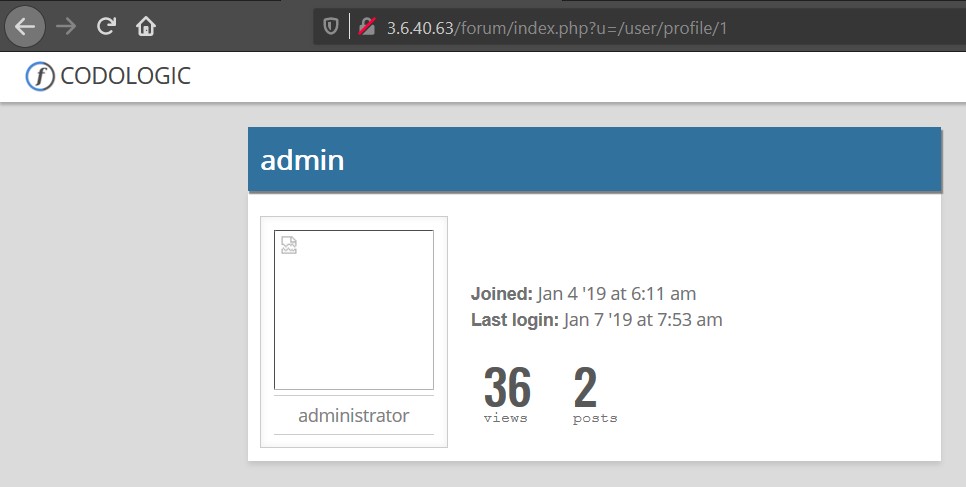 3.6.40.63/forum/index.php?u=/user/profile/1
f CODOLOGIC
admin
Joined: Jan 4 '19 at 6:11 am
Last login: Jan 7 '19 at 7:53 am
36 2
views posts
administrator